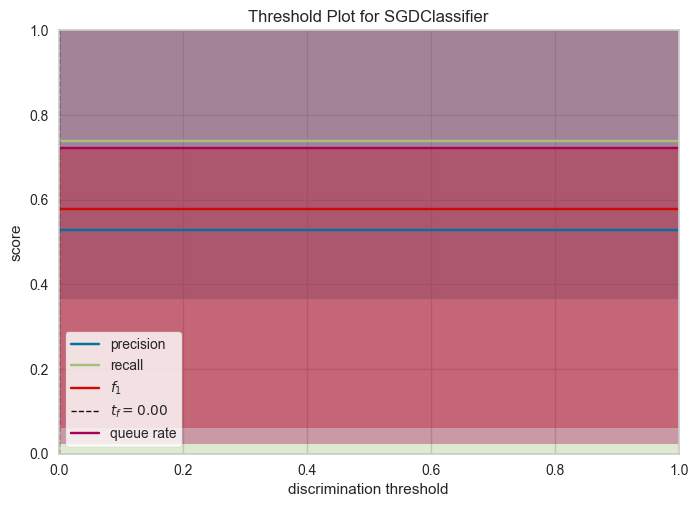 Threshold Plot for SGDClassifier
1.0
0.8
0.6
0.4
0.2
0.0
score
precision
recall
f1
tf = 0.00
queue rate
0.0 0.2 0.4 0.6 0.8 1.0
discrimination threshold